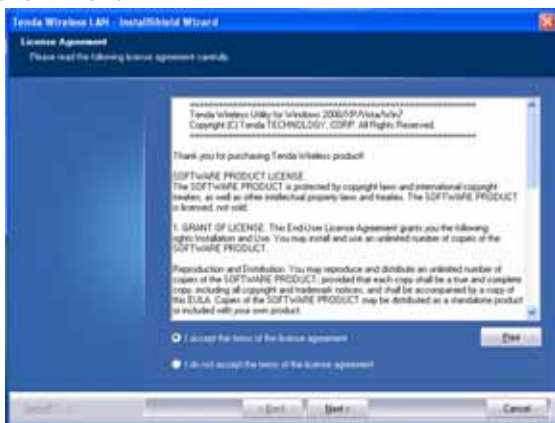 Tenda Wireless LAN - InstallShield Wizard
License Agreement
Please read the following license agreement carefully.
Tenda Wireless Utility for Windows 2000/XP/Vista/Win7
Copyright (C) Tenda TECHNOLOGY, CORP. All Rights Reserved.
Thank you for purchasing Tenda Wireless product!
SOFTWARE PRODUCT LICENSE
The SOFTWARE PRODUCT is protected by copyright laws and international copyright
treaties, as well as other intellectual property laws and treaties. The SOFTWARE PRODUCT
is licensed, not sold.
1. GRANT OF LICENSE. This End-User License Agreement grants you the following
rights: Installation and Use. You may install and use an unlimited number of copies of the
SOFTWARE PRODUCT.
Reproduction and Distribution. You may reproduce and distribute an unlimited number of
copies of the SOFTWARE PRODUCT; provided that each copy shall be a true and complete
copy, including all copyright and trademark notices, and shall be accompanied by a copy of
this EULA. Copies of the SOFTWARE PRODUCT may be distributed as a standalone product
or included with your own product.
I accept the terms of the license agreement
Print
I do not accept the terms of the license agreement
< Back
Next >
Cancel